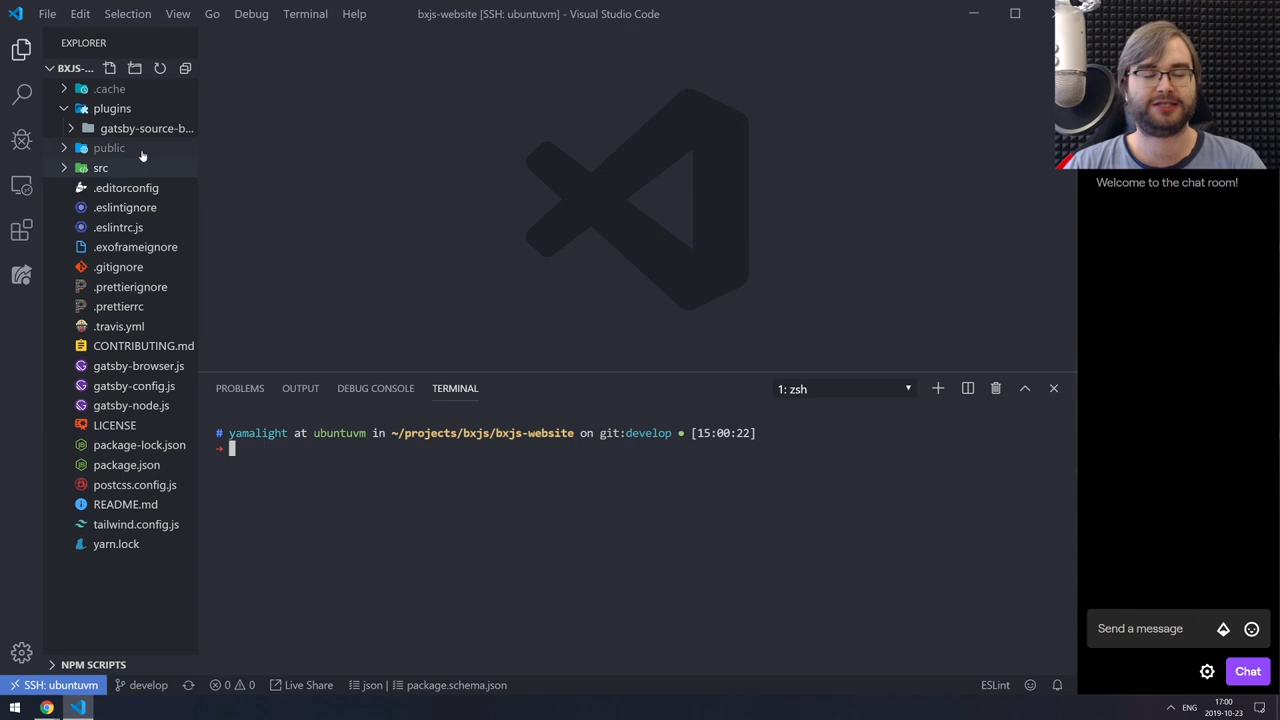 File Edit Selection View Go Debug Terminal Help
bxjs-website [SSH: ubuntuvm] - Visual Studio Code
EXPLORER
BXJS-...
.cache
plugins
gatsby-source-b...
public
src
.editorconfig
.eslintignore
.eslintrc.js
.exoframeignore
.gitignore
.prettierignore
.prettierrc
.travis.yml
CONTRIBUTING.md
gatsby-browser.js
gatsby-config.js
gatsby-node.js
LICENSE
package-lock.json
package.json
postcss.config.js
README.md
tailwind.config.js
yarn.lock
NPM SCRIPTS
PROBLEMS OUTPUT DEBUG CONSOLE TERMINAL
1: zsh
# yamalight at ubuntuvm in ~/projects/bxjs/bxjs-website on git:develop ● [15:00:22]
→
Welcome to the chat room!
Send a message
Chat
SSH: ubuntuvm develop 0 0 Live Share json | package.schema.json ESLint
ENG
17:00
2019-10-23